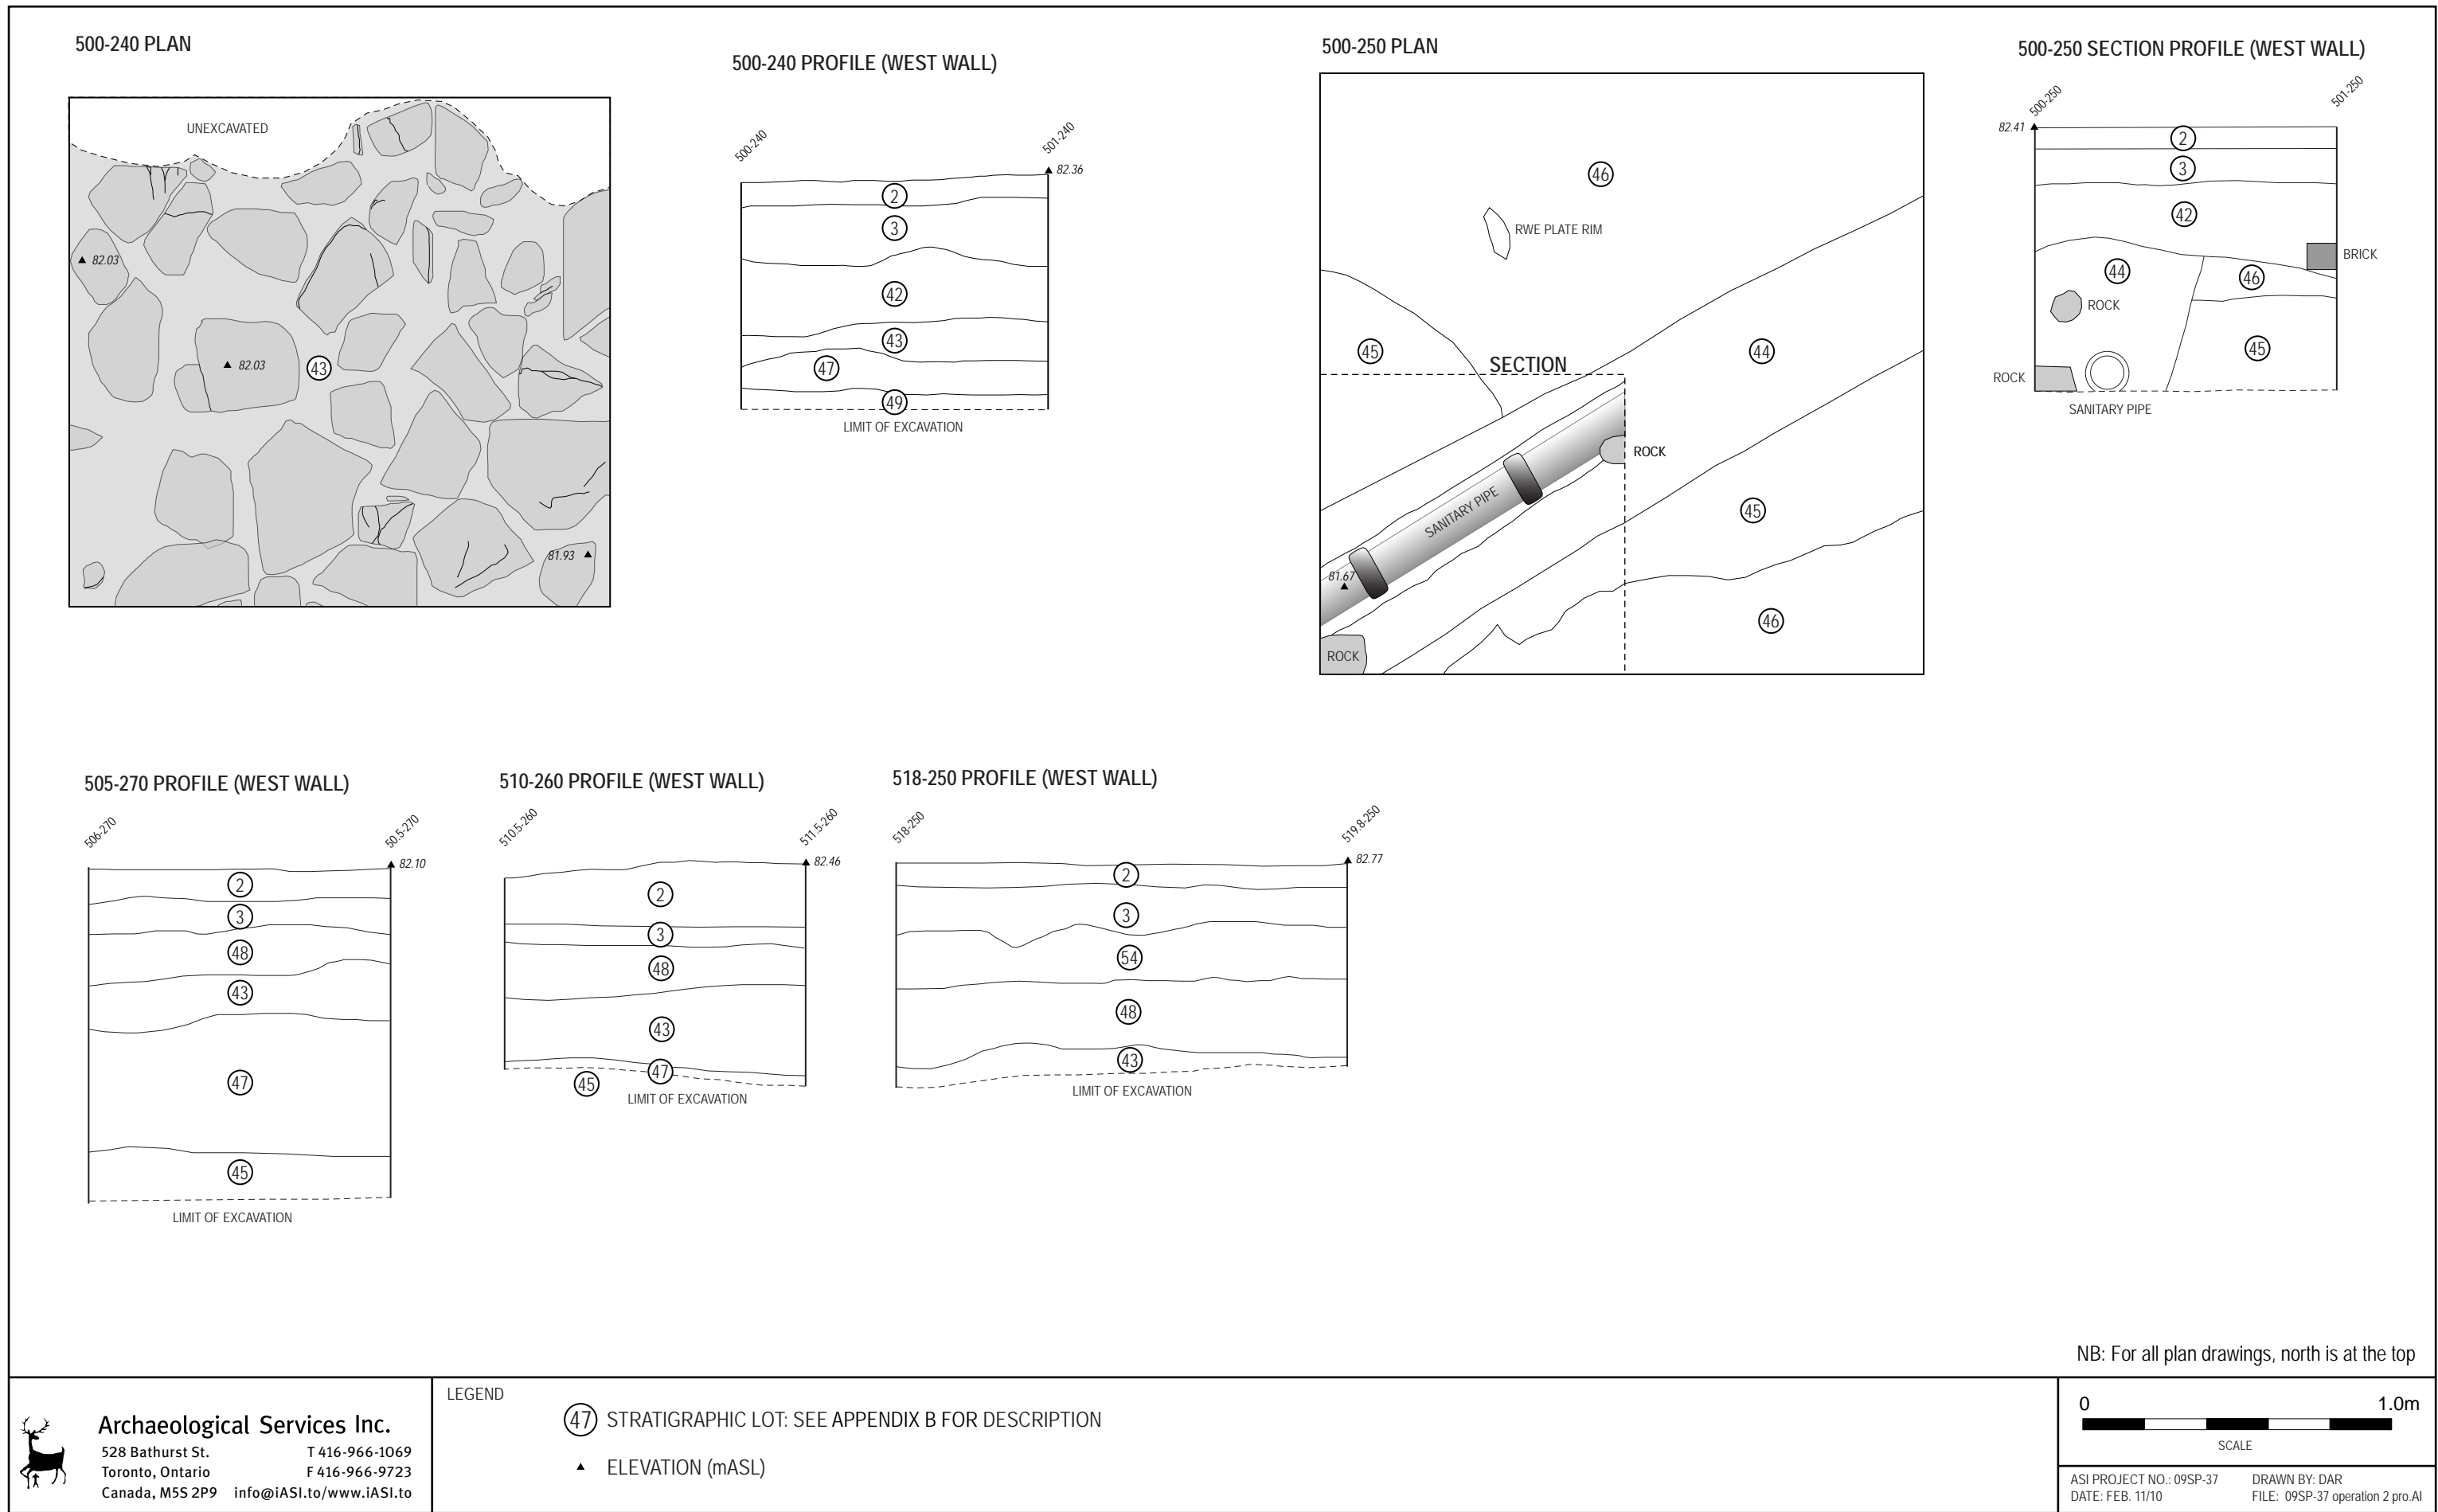 500-240 PLAN
UNEXCAVATED
82.03
82.03
43
81.93
500-240 PROFILE (WEST WALL)
500-240
501-240
82.36
2
3
42
43
47
49
LIMIT OF EXCAVATION
500-250 PLAN
46
RWE PLATE RIM
45
SECTION
44
ROCK
SANITARY PIPE
45
81.67
46
ROCK
500-250 SECTION PROFILE (WEST WALL)
500-250
501-250
82.41
2
3
42
BRICK
44
46
ROCK
45
ROCK
SANITARY PIPE
505-270 PROFILE (WEST WALL)
506-270
50.5-270
82.10
2
3
48
43
47
45
LIMIT OF EXCAVATION
510-260 PROFILE (WEST WALL)
510.5-260
511.5-260
82.46
2
3
48
43
47
45
LIMIT OF EXCAVATION
518-250 PROFILE (WEST WALL)
518-250
519.8-250
82.77
2
3
54
48
43
LIMIT OF EXCAVATION
NB: For all plan drawings, north is at the top
Archaeological Services Inc.
528 Bathurst St. T 416-966-1069
Toronto, Ontario F 416-966-9723
Canada, M5S 2P9 info@iASI.to/www.iASI.to
LEGEND
47 STRATIGRAPHIC LOT: SEE APPENDIX B FOR DESCRIPTION
ELEVATION (mASL)
0 1.0m
SCALE
ASI PROJECT NO.: 09SP-37 DRAWN BY: DAR
DATE: FEB. 11/10 FILE: 09SP-37 operation 2 pro.AI